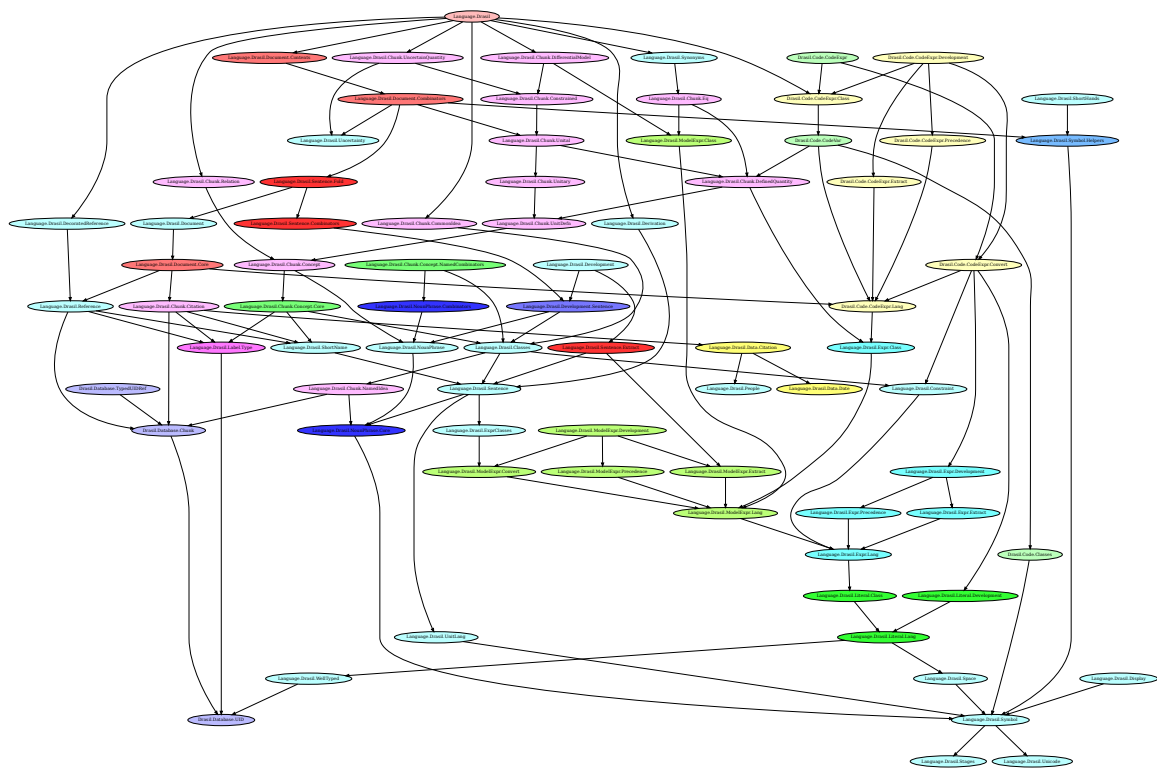 Language.Drasil
Language.Drasil.Document.Contents
Language.Drasil.Chunk.UncertainQuantity
Language.Drasil.Chunk.DifferentialModel
Language.Drasil.Synonyms
Drasil.Code.CodeExpr
Drasil.Code.CodeExpr.Development
Language.Drasil.Document.Combinators
Language.Drasil.Chunk.Constrained
Language.Drasil.Chunk.Eq
Drasil.Code.CodeExpr.Class
Language.Drasil.ShortHands
Language.Drasil.Uncertainty
Language.Drasil.Chunk.Unital
Language.Drasil.ModelExpr.Class
Drasil.Code.CodeVar
Drasil.Code.CodeExpr.Precedence
Language.Drasil.Symbol.Helpers
Language.Drasil.Chunk.Relation
Language.Drasil.Sentence.Fold
Language.Drasil.Chunk.Unitary
Language.Drasil.Chunk.DefinedQuantity
Drasil.Code.CodeExpr.Extract
Language.Drasil.DecoratedReference
Language.Drasil.Document
Language.Drasil.Sentence.Combinators
Language.Drasil.Chunk.CommonIdea
Language.Drasil.Chunk.UnitDefn
Language.Drasil.Derivation
Language.Drasil.Document.Core
Language.Drasil.Chunk.Concept
Language.Drasil.Chunk.Concept.NamedCombinators
Language.Drasil.Development
Drasil.Code.CodeExpr.Convert
Language.Drasil.Reference
Language.Drasil.Chunk.Citation
Language.Drasil.Chunk.Concept.Core
Language.Drasil.NounPhrase.Combinators
Language.Drasil.Development.Sentence
Drasil.Code.CodeExpr.Lang
Language.Drasil.Label.Type
Language.Drasil.ShortName
Language.Drasil.NounPhrase
Language.Drasil.Classes
Language.Drasil.Sentence.Extract
Language.Drasil.Data.Citation
Language.Drasil.Expr.Class
Drasil.Database.TypedUIDRef
Language.Drasil.Chunk.NamedIdea
Language.Drasil.Sentence
Language.Drasil.People
Language.Drasil.Data.Date
Language.Drasil.Constraint
Drasil.Database.Chunk
Language.Drasil.NounPhrase.Core
Language.Drasil.ExprClasses
Language.Drasil.ModelExpr.Development
Language.Drasil.ModelExpr.Convert
Language.Drasil.ModelExpr.Precedence
Language.Drasil.ModelExpr.Extract
Language.Drasil.Expr.Development
Language.Drasil.ModelExpr.Lang
Language.Drasil.Expr.Precedence
Language.Drasil.Expr.Extract
Language.Drasil.Expr.Lang
Drasil.Code.Classes
Language.Drasil.Literal.Class
Language.Drasil.Literal.Development
Language.Drasil.UnitLang
Language.Drasil.Literal.Lang
Language.Drasil.WellTyped
Language.Drasil.Space
Language.Drasil.Display
Drasil.Database.UID
Language.Drasil.Symbol
Language.Drasil.Stages
Language.Drasil.Unicode